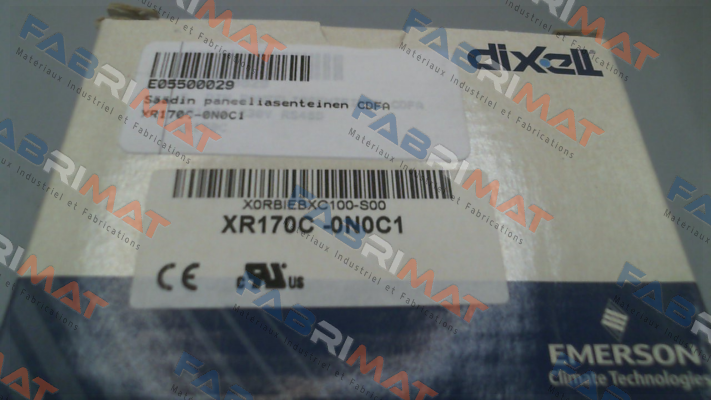 dixell
E05500029
Säädin paneeliasenteinen CDFA
XR170C-0N0C1
X0RBIEBXC100-S00
XR170C -0N0C1
CE c US
EMERSON
Climate Technologies
FABRIMAT
Materiaux Industriel et Fabrications